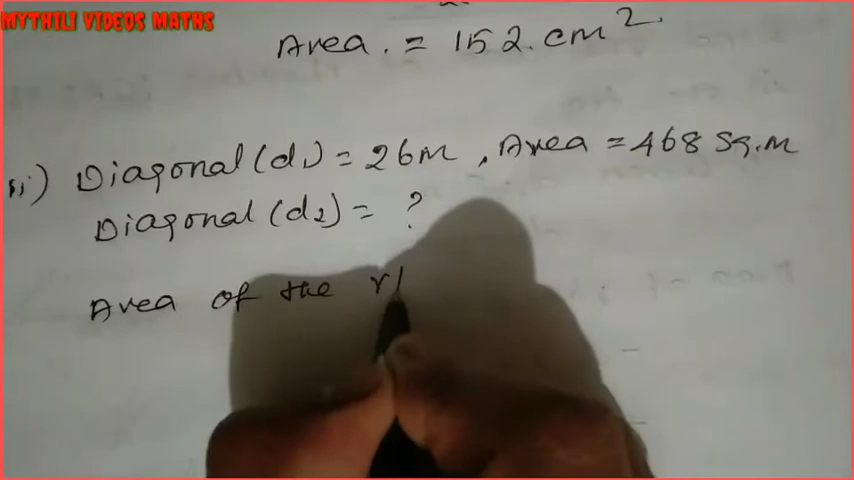 MYTHILI VIDEOS MATHS
Area. = 152. cm²
ii) Diagonal (d₁) = 26m, Area = 468 sq.m
Diagonal (d₂) = ?
Area of the r